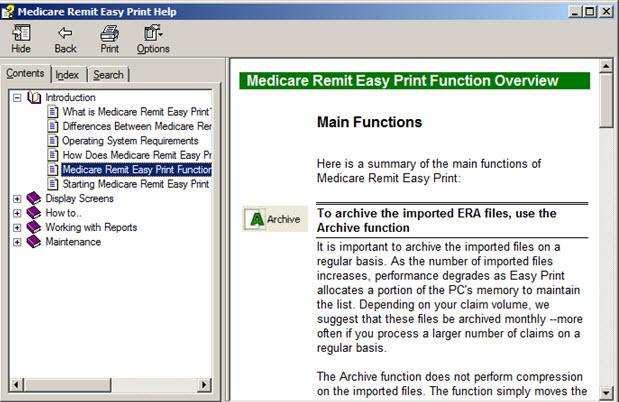 Medicare Remit Easy Print Help
Hide
Back
Print
Options
Contents
Index
Search
Introduction
What is Medicare Remit Easy Print
Differences Between Medicare Rer
Operating System Requirements
How Does Medicare Remit Easy Pr
Medicare Remit Easy Print Function
Starting Medicare Remit Easy Print
Display Screens
How to..
Working with Reports
Maintenance
Medicare Remit Easy Print Function Overview
Main Functions
Here is a summary of the main functions of
Medicare Remit Easy Print:
Archive
To archive the imported ERA files, use the
Archive function
It is important to archive the imported files on a
regular basis. As the number of imported files
increases, performance degrades as Easy Print
allocates a portion of the PC's memory to maintain
the list. Depending on your claim volume, we
suggest that these files be archived monthly --more
often if you process a larger number of claims on a
regular basis.
The Archive function does not perform compression
on the imported files. The function simply moves the